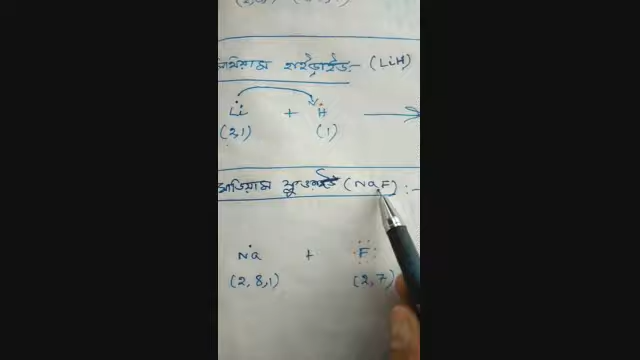 লিথিয়াম হাইড্রাইড:- (LiH)
Li + H
(2,1) (1)
সোডিয়াম ফ্লুওরাইড (NaF) :-
Na + F
(2, 8, 1) (2, 7)